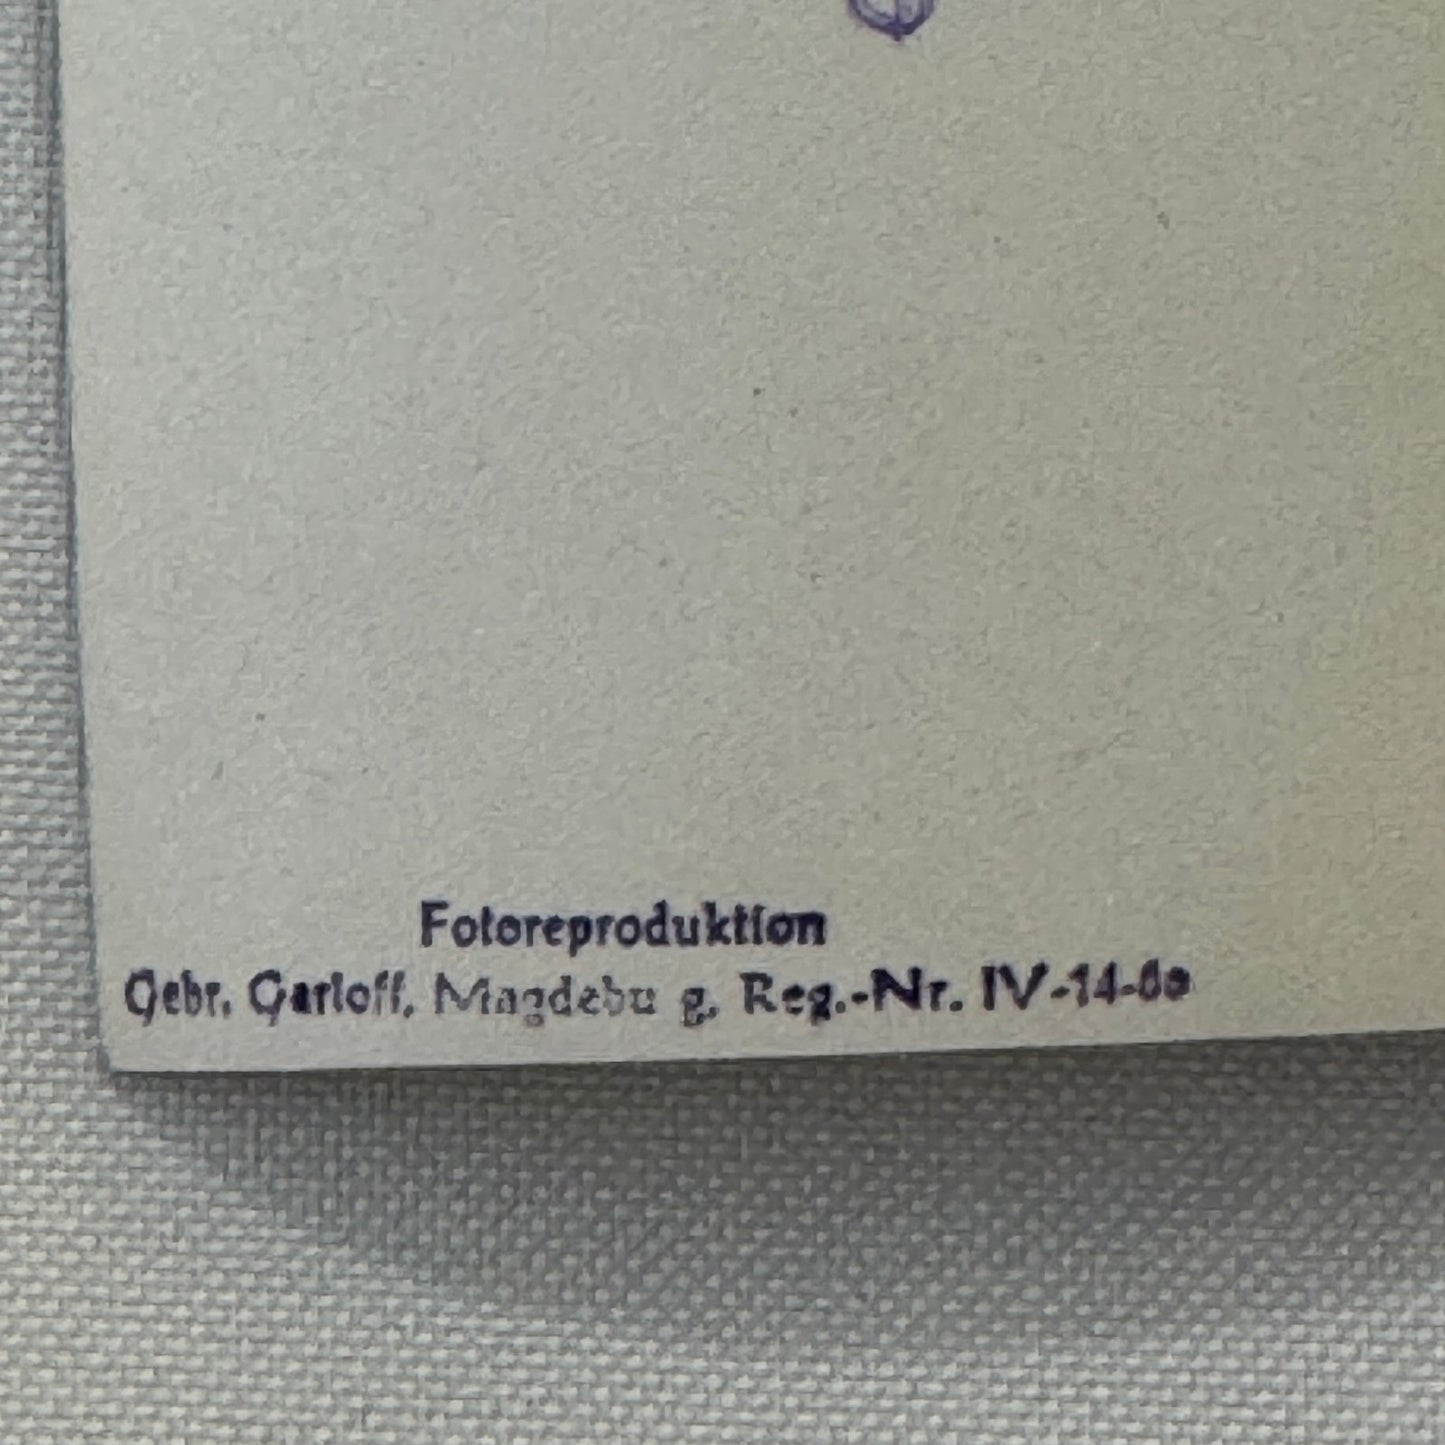 Fotoreproduktion
Gebr. Garloff, Magdebu g, Reg.-Nr.